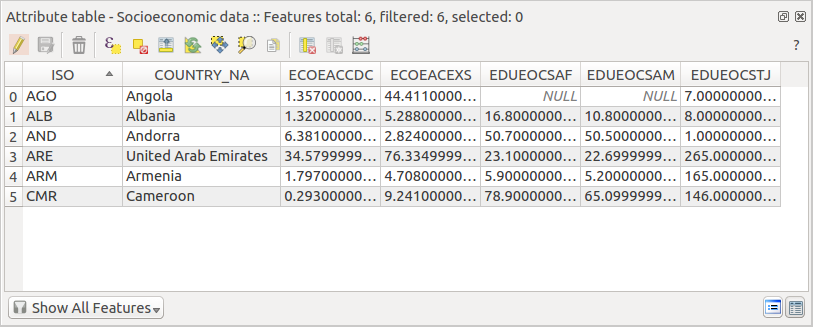 Attribute table - Socioeconomic data :: Features total: 6, filtered: 6, selected: 0
?
ISO COUNTRY_NA ECOEACCDC ECOEACEXS EDUEOCSAF EDUEOCSAM EDUEOCSTJ
0 AGO Angola 1.35700000... 44.4110000... NULL NULL 7.00000000...
1 ALB Albania 1.32000000... 5.28800000... 16.8000000... 10.8000000... 8.00000000...
2 AND Andorra 6.38100000... 2.82400000... 50.7000000... 50.5000000... 1.00000000...
3 ARE United Arab Emirates 34.5799999... 76.3349999... 23.1000000... 22.6999999... 265.000000...
4 ARM Armenia 1.79700000... 4.70800000... 5.90000000... 5.20000000... 165.000000...
5 CMR Cameroon 0.29300000... 9.24100000... 78.9000000... 65.0999999... 146.000000...
Show All Features